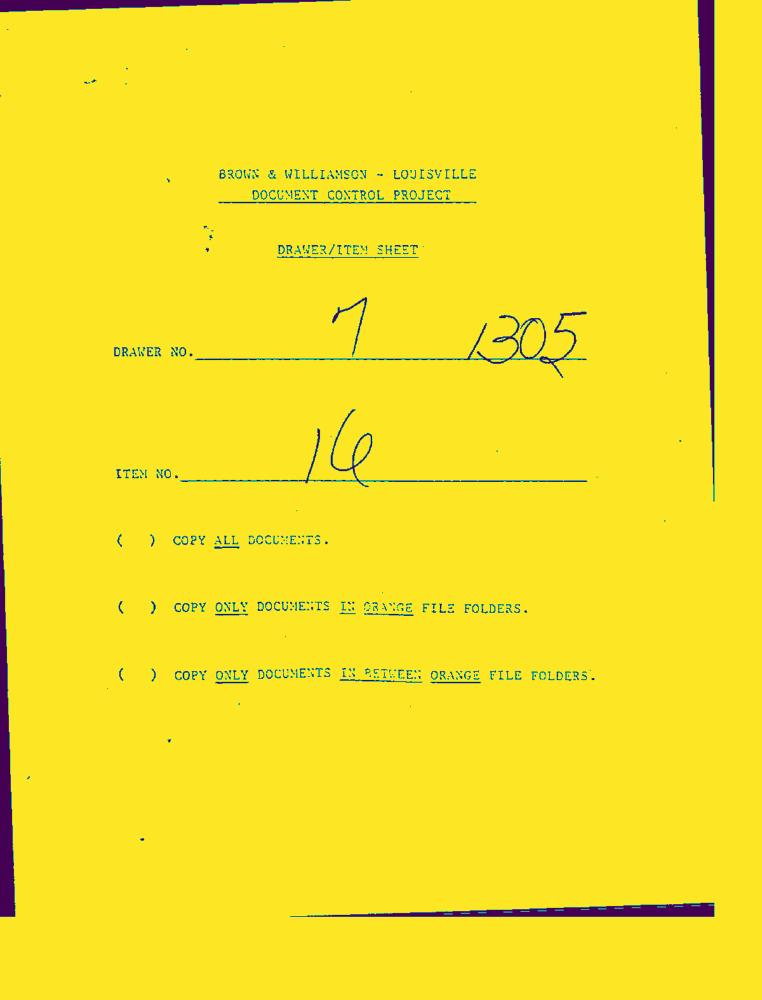 BROWN & WILLIAMSON - LOUISVILLE
DOCUMENT CONTROL PROJECT
DRAWER/ITEM SHEET
DRAWER NO. 7 1305
ITEM NO. 16
( ) COPY ALL DOCUMENTS.
( ) COPY ONLY DOCUMENTS IN ORANGE FILE FOLDERS.
( ) COPY ONLY DOCUMENTS IN BETWEEN ORANGE FILE FOLDERS.